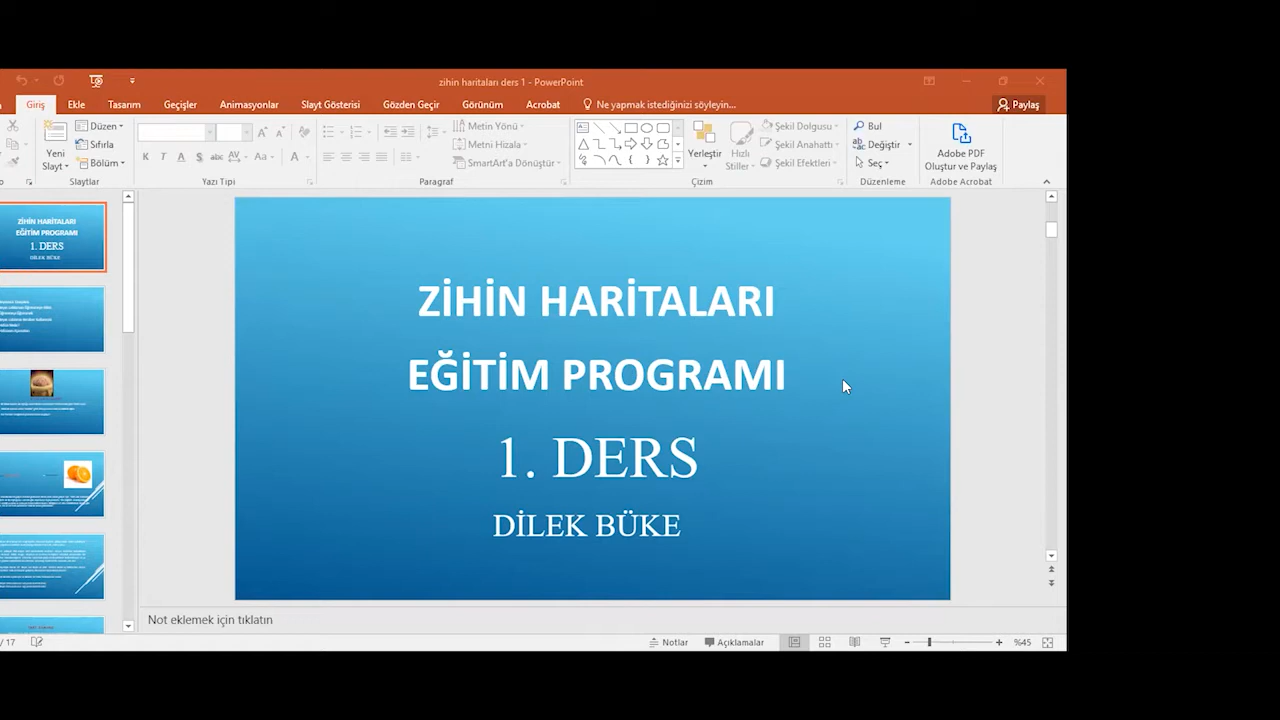 zihin haritaları ders 1 - PowerPoint
Giriş Ekle Tasarım Geçişler Animasyonlar Slayt Gösterisi Gözden Geçir Görünüm Acrobat Ne yapmak istediğinizi söyleyin... Paylaş
Yeni Slayt
Düzen
Sıfırla
Bölüm
Slaytlar
K T A S abc AV Aa A
Yazı Tipi
Metin Yönü
Metni Hizala
SmartArt'a Dönüştür
Paragraf
Yerleştir
Hızlı Stiller
Şekil Dolgusu
Şekil Anahattı
Şekil Efektleri
Çizim
Bul
Değiştir
Seç
Düzenleme
Adobe PDF
Oluştur ve Paylaş
Adobe Acrobat
ZİHİN HARİTALARI
EĞİTİM PROGRAMI
1. DERS
DİLEK BÜKE
ZİHİN HARİTALARI
EĞİTİM PROGRAMI
1. DERS
DİLEK BÜKE
Not eklemek için tıklatın
/ 17
Notlar
Açıklamalar
%45